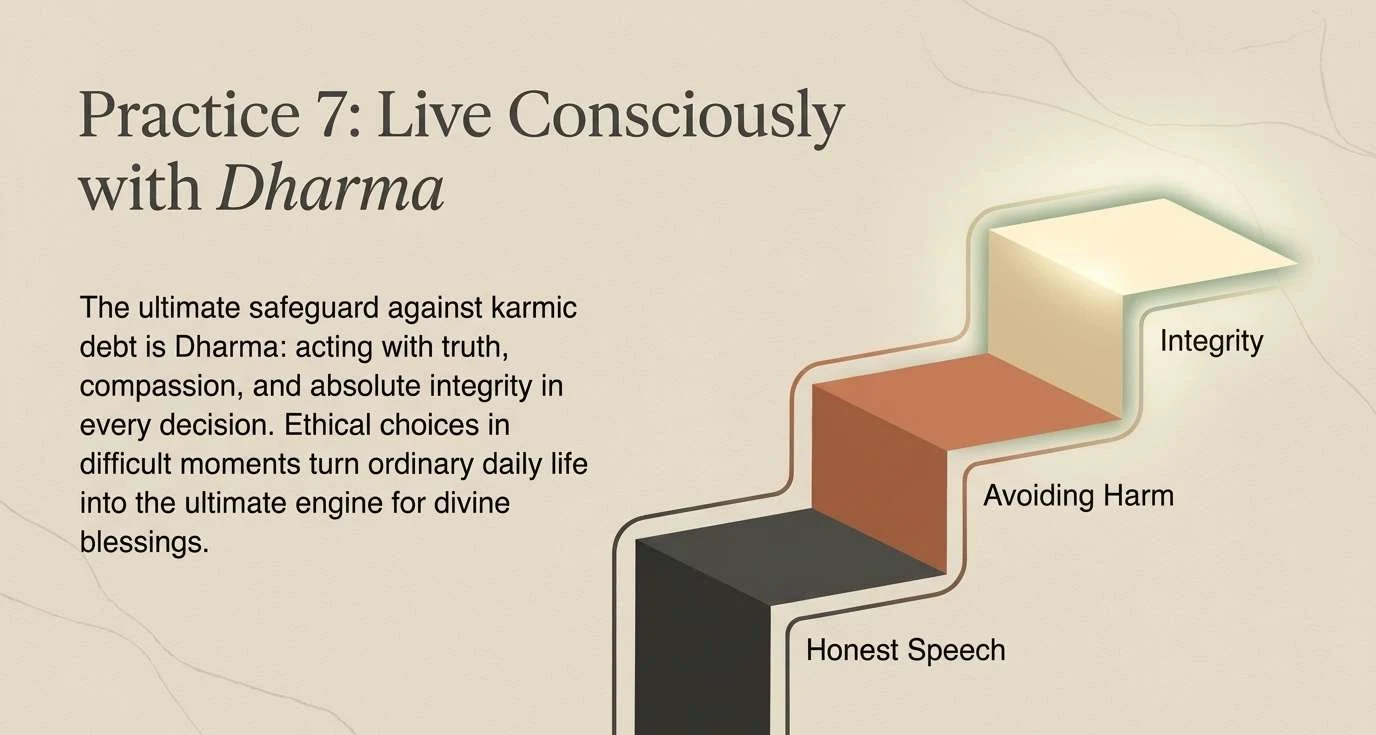 Practice 7: Live Consciously
with Dharma
The ultimate safeguard against karmic
debt is Dharma: acting with truth,
compassion, and absolute integrity in
every decision. Ethical choices in
difficult moments turn ordinary daily life
into the ultimate engine for divine
blessings.
Integrity
Avoiding Harm
Honest Speech